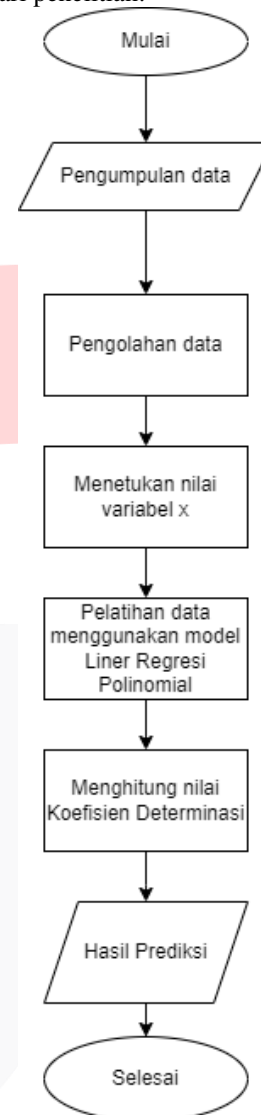 Mulai
Pengumpulan data
Pengolahan data
Menetukan nilai
variabel x
Pelatihan data
menggunakan model
Liner Regresi
Polinomial
Menghitung nilai
Koefisien Determinasi
Hasil Prediksi
Selesai